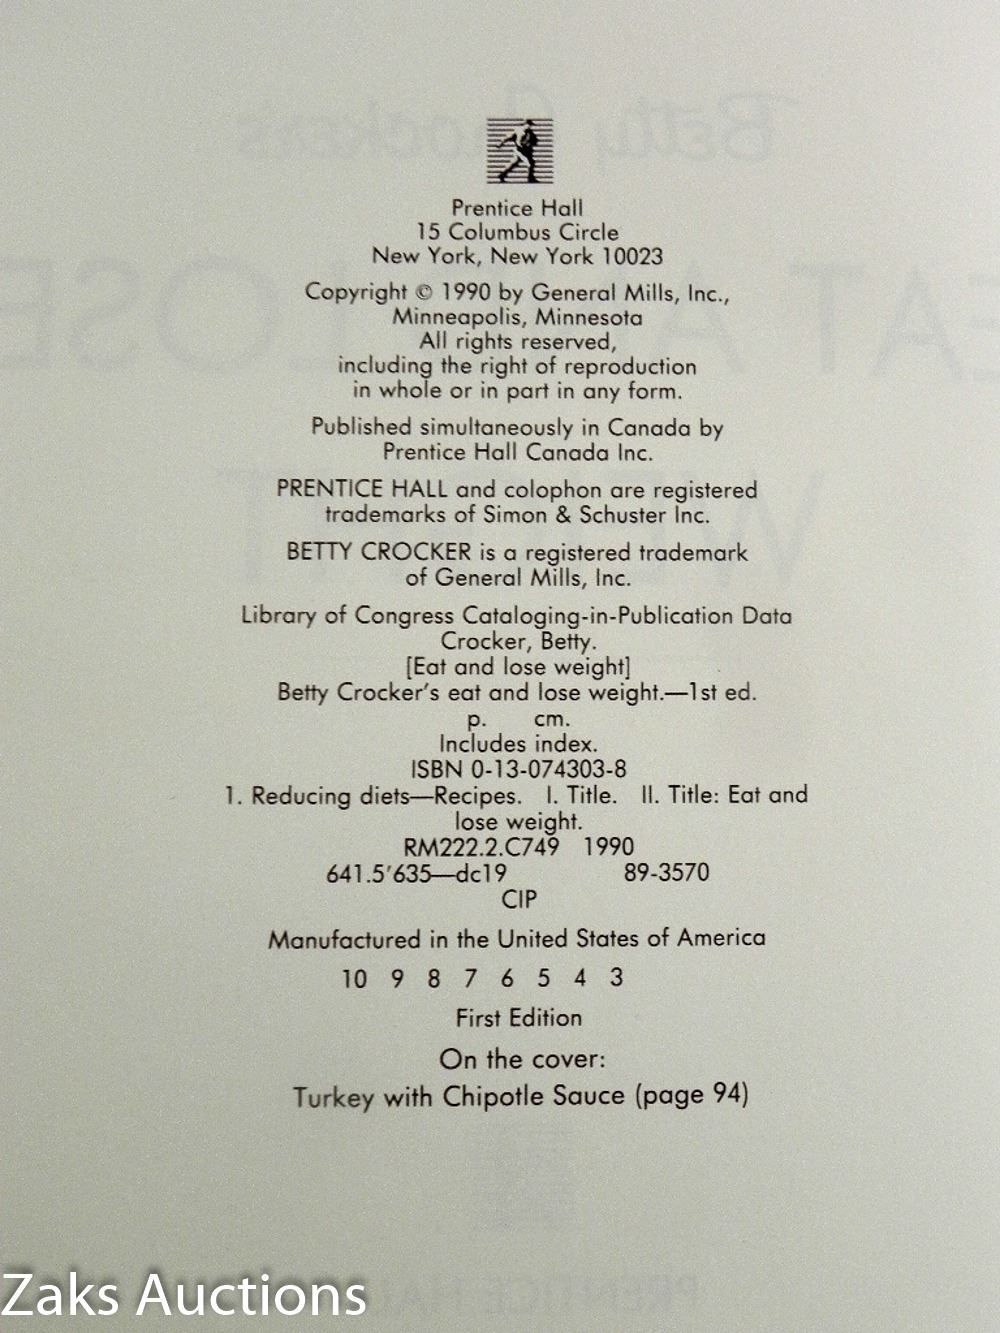 Prentice Hall
15 Columbus Circle
New York, New York 10023
Copyright © 1990 by General Mills, Inc.,
Minneapolis, Minnesota
All rights reserved,
including the right of reproduction
in whole or in part in any form.
Published simultaneously in Canada by
Prentice Hall Canada Inc.
PRENTICE HALL and colophon are registered
trademarks of Simon & Schuster Inc.
BETTY CROCKER is a registered trademark
of General Mills, Inc.
Library of Congress Cataloging-in-Publication Data
Crocker, Betty.
[Eat and lose weight]
Betty Crocker's eat and lose weight.—1st ed.
p. cm.
Includes index.
ISBN 0-13-074303-8
1. Reducing diets—Recipes. I. Title. II. Title: Eat and
lose weight.
RM222.2.C749 1990
641.5'635—dc19 89-3570
CIP
Manufactured in the United States of America
10 9 8 7 6 5 4 3
First Edition
On the cover:
Turkey with Chipotle Sauce (page 94)
Zaks Auctions